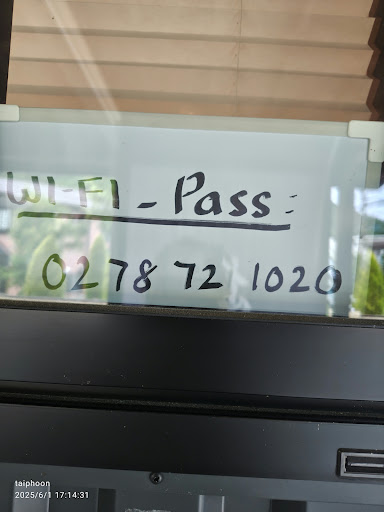 WI-FI - Pass:
0278 72 1020
taiphoon
2025/6/1 17:14:31